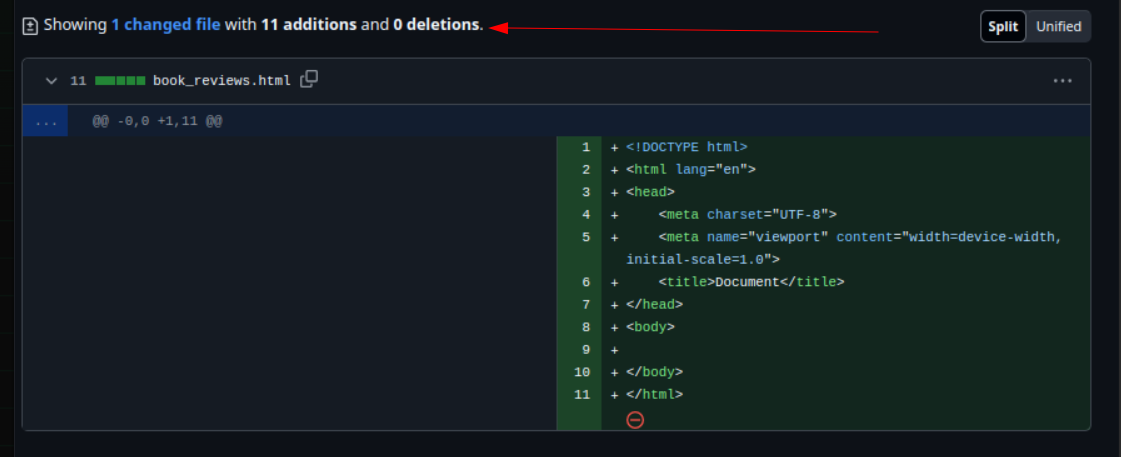 Showing 1 changed file with 11 additions and 0 deletions.
Split Unified
11 book_reviews.html ...
... @@ -0,0 +1,11 @@
1 + <!DOCTYPE html>
2 + <html lang="en">
3 + <head>
4 +     <meta charset="UTF-8">
5 +     <meta name="viewport" content="width=device-width,
initial-scale=1.0">
6 +     <title>Document</title>
7 + </head>
8 + <body>
9 +
10 + </body>
11 + </html>